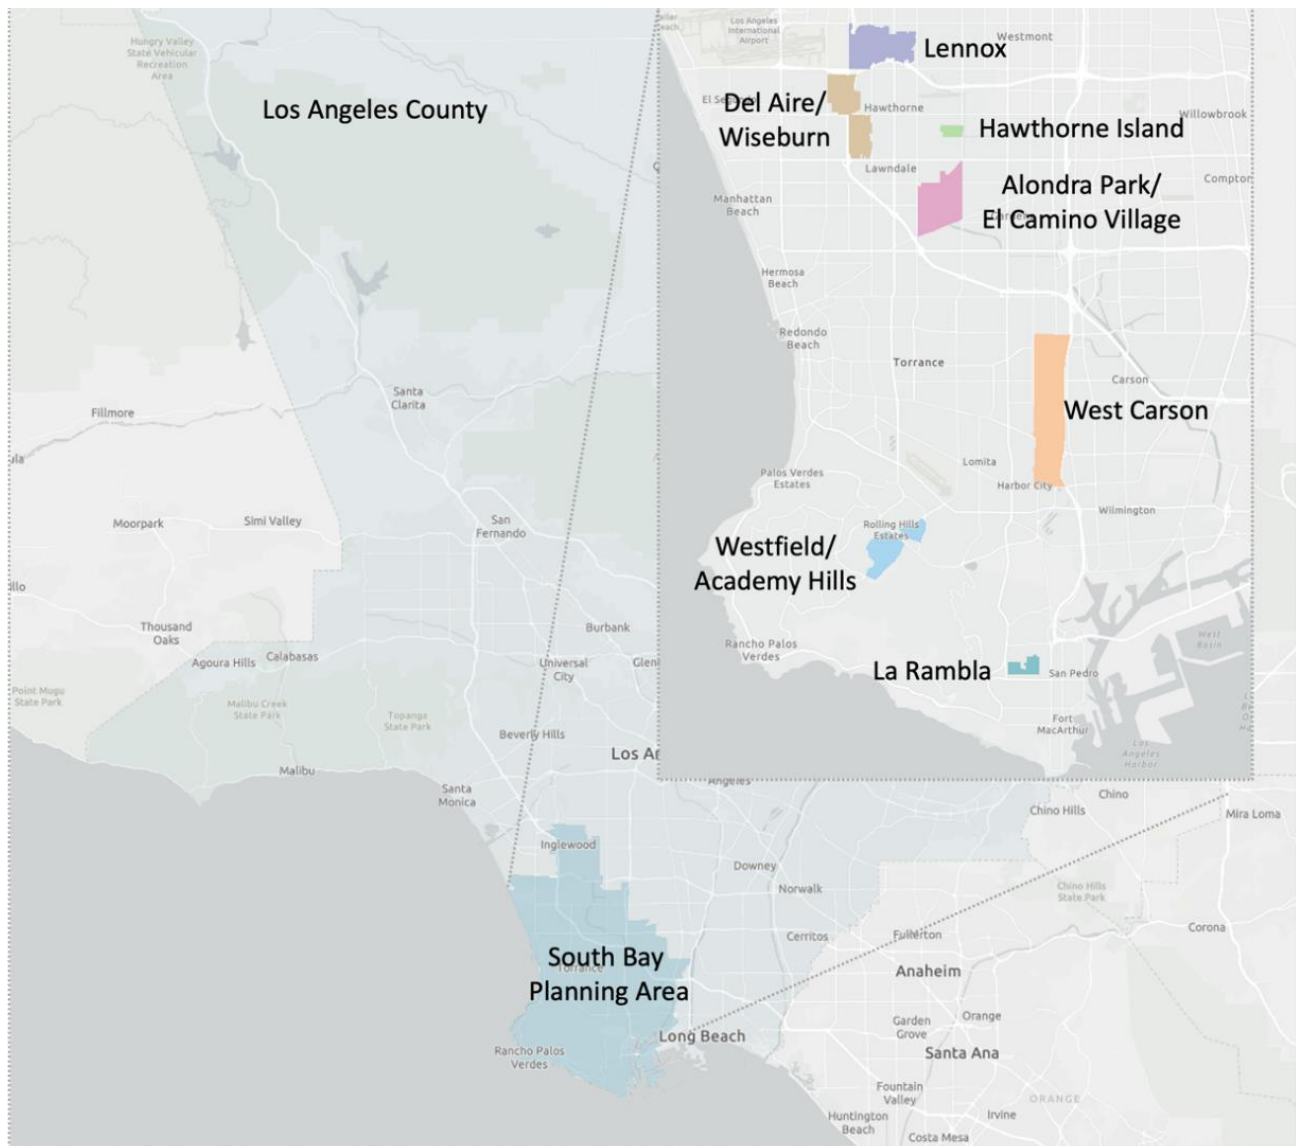 Hungry Valley
State Vehicular
Recreation
Area
Los Angeles County
Santa
Clarita
Fillmore
Moorpark
Simi Valley
San
Fernando
Thousand
Oaks
Agoura Hills
Calabasas
Burbank
Universal
City
Point Mugu
State Park
Malibu Creek
State Park
Topanga
State Park
Beverly Hills
Malibu
Santa
Monica
Los Angeles
International
Airport
Westmont
Lennox
El Segundo
Del Aire/
Wiseburn
Hawthorne
Willowbrook
Hawthorne Island
Lawndale
Compton
Manhattan
Beach
Alondra Park/
El Camino Village
Hermosa
Beach
Redondo
Beach
Torrance
Carson
West Carson
Lomita
Palos Verdes
Estates
Harbor City
Wilmington
Rolling Hills
Estates
Westfield/
Academy Hills
Rancho Palos
Verdes
West
Basin
La Rambla
San Pedro
Fort
MacArthur
Los
Angeles
Harbor
Angeles
Chino
Chino Hills
Mira Loma
Inglewood
Downey
Norwalk
Chino Hills
State Park
Cerritos
Fullerton
Corona
South Bay
Torrance
Planning Area
Anaheim
Long Beach
Garden
Grove
Orange
Santa Ana
Rancho Palos
Verdes
Fountain
Valley
ORANGE
Huntington
Beach
Irvine
Costa Mesa